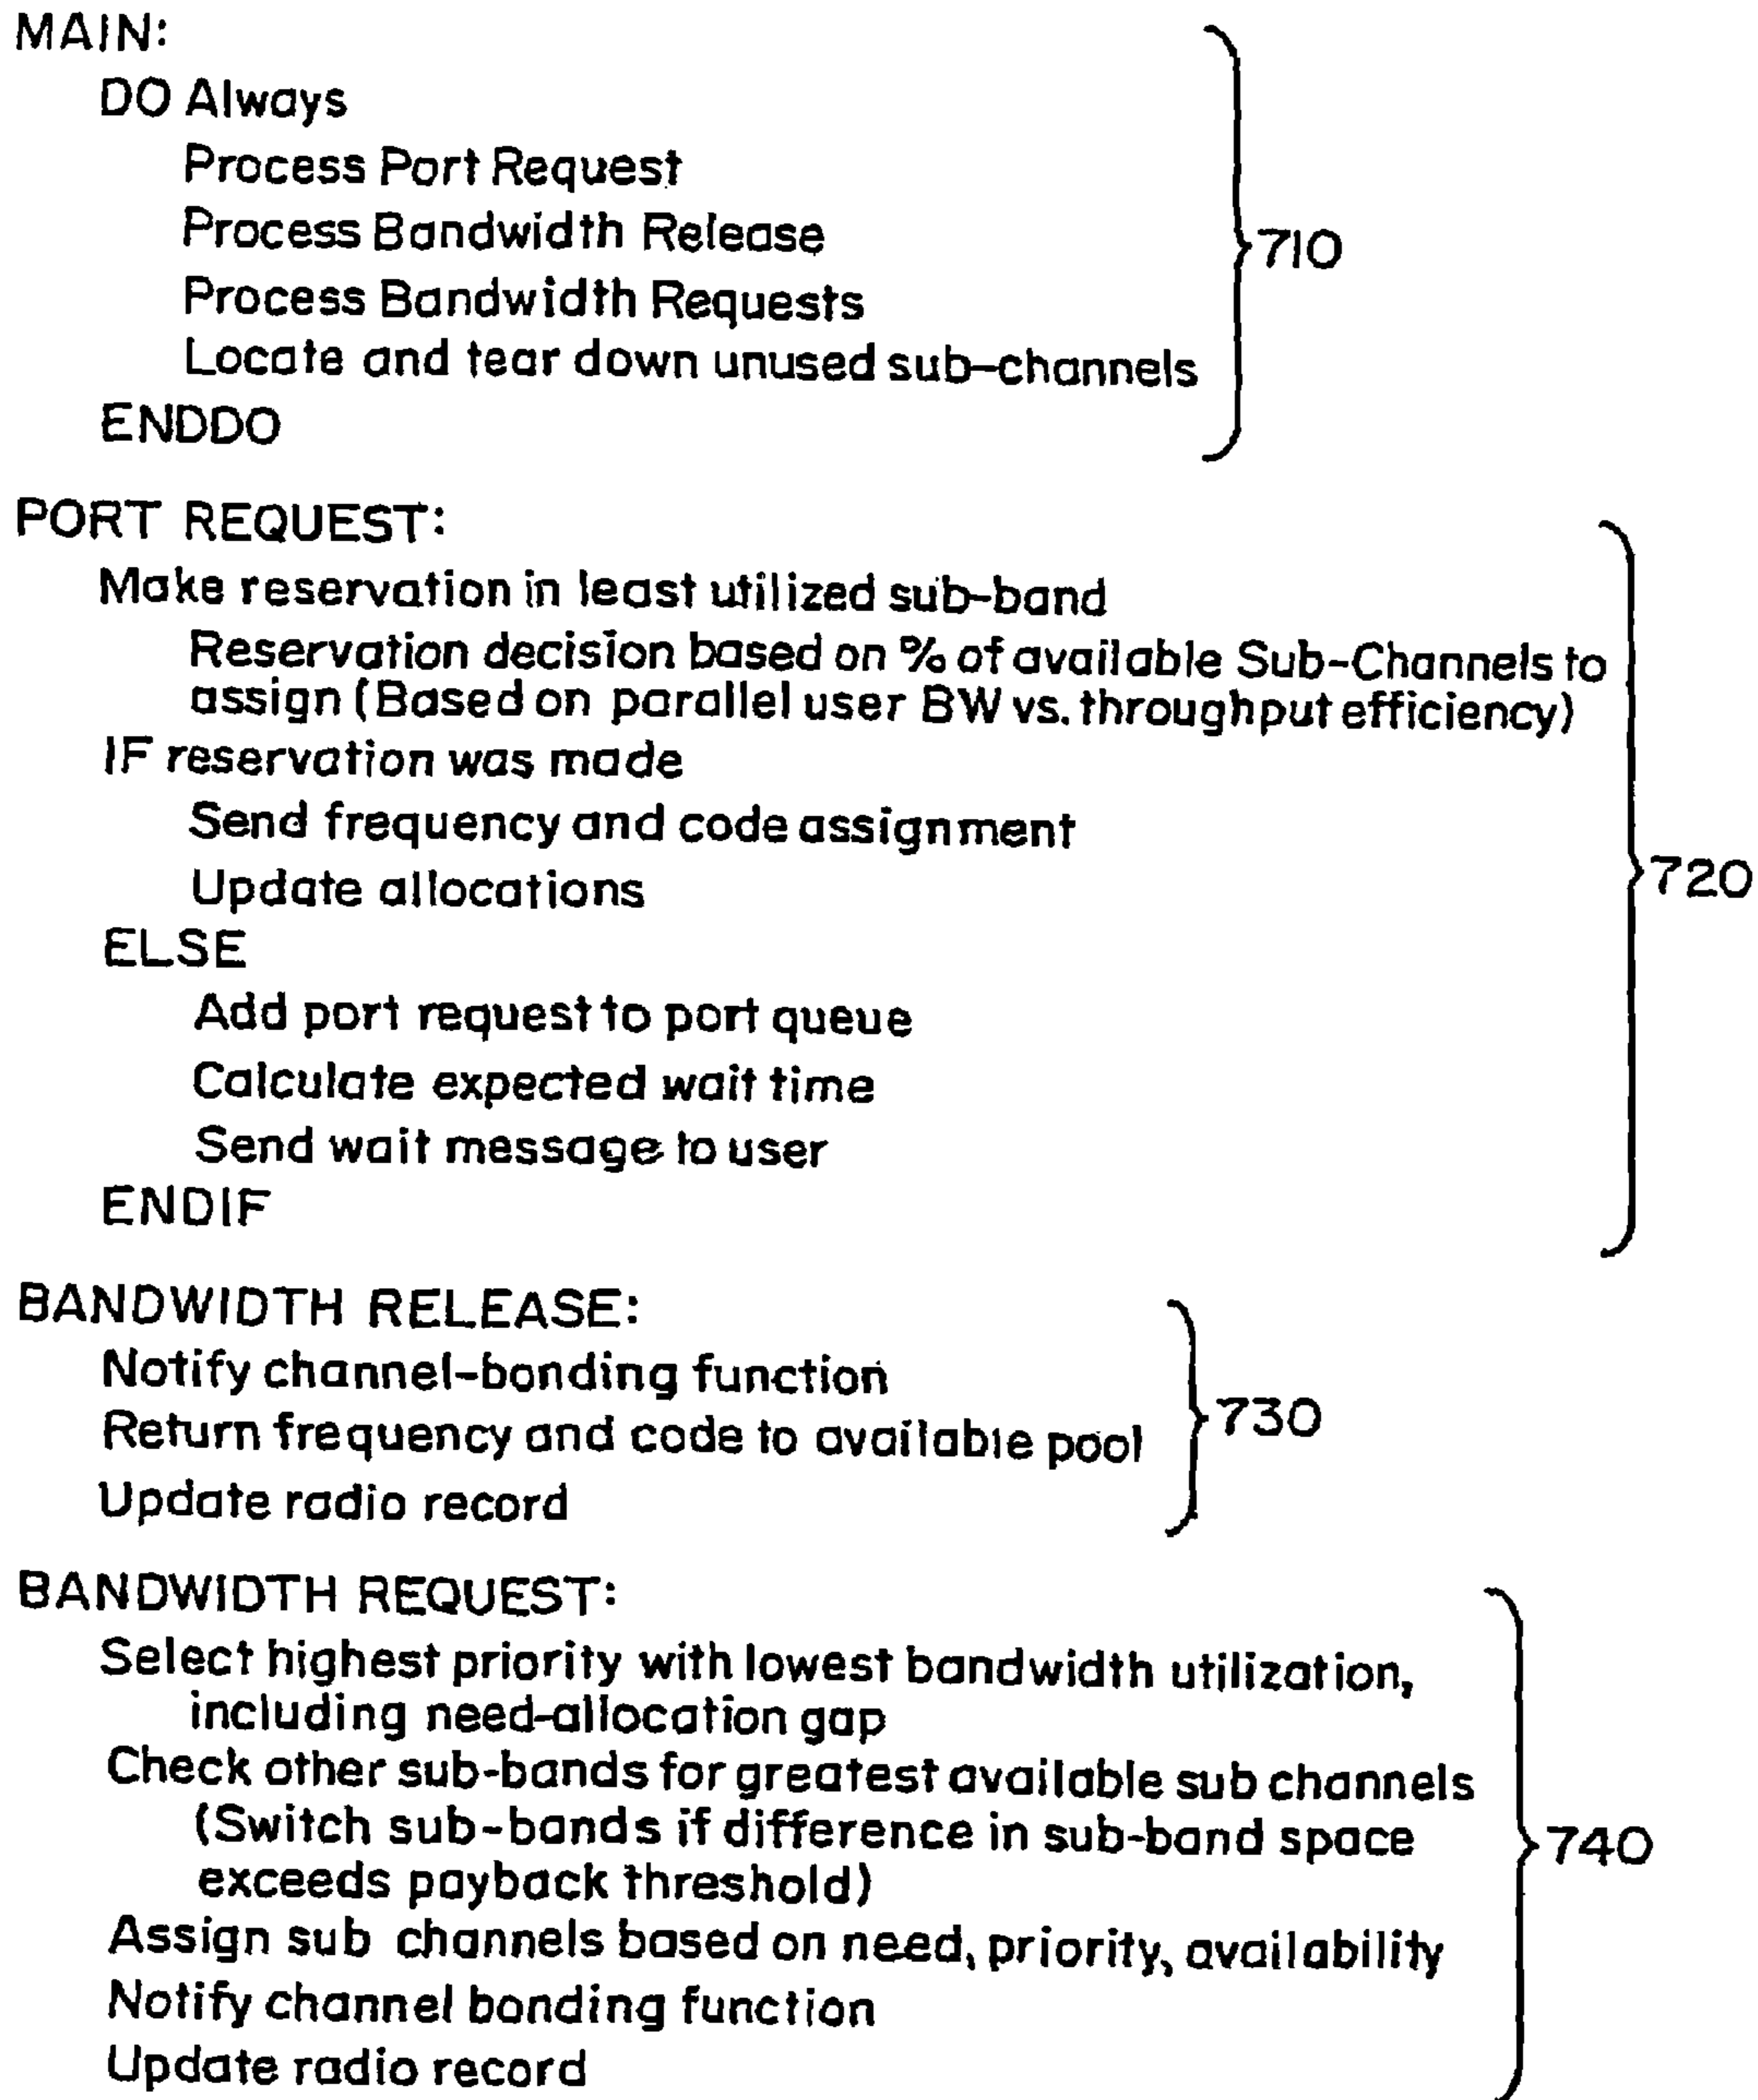 MAIN:
DO Always
Process Port Request
Process Bandwidth Release
Process Bandwidth Requests
Locate and tear down unused sub-channels
ENDDO
710
PORT REQUEST:
Make reservation in least utilized sub-band
Reservation decision based on % of available Sub-Channels to
assign (Based on parallel user BW vs. throughput efficiency)
IF reservation was made
Send frequency and code assignment
Update allocations
ELSE
Add port request to port queue
Calculate expected wait time
Send wait message to user
ENDIF
720
BANDWIDTH RELEASE:
Notify channel-bonding function
Return frequency and code to available pool
Update radio record
730
BANDWIDTH REQUEST:
Select highest priority with lowest bandwidth utilization,
including need-allocation gap
Check other sub-bands for greatest available sub channels
(Switch sub-bands if difference in sub-band space
exceeds payback threshold)
Assign sub channels based on need, priority, availability
Notify channel bonding function
Update radio record
740